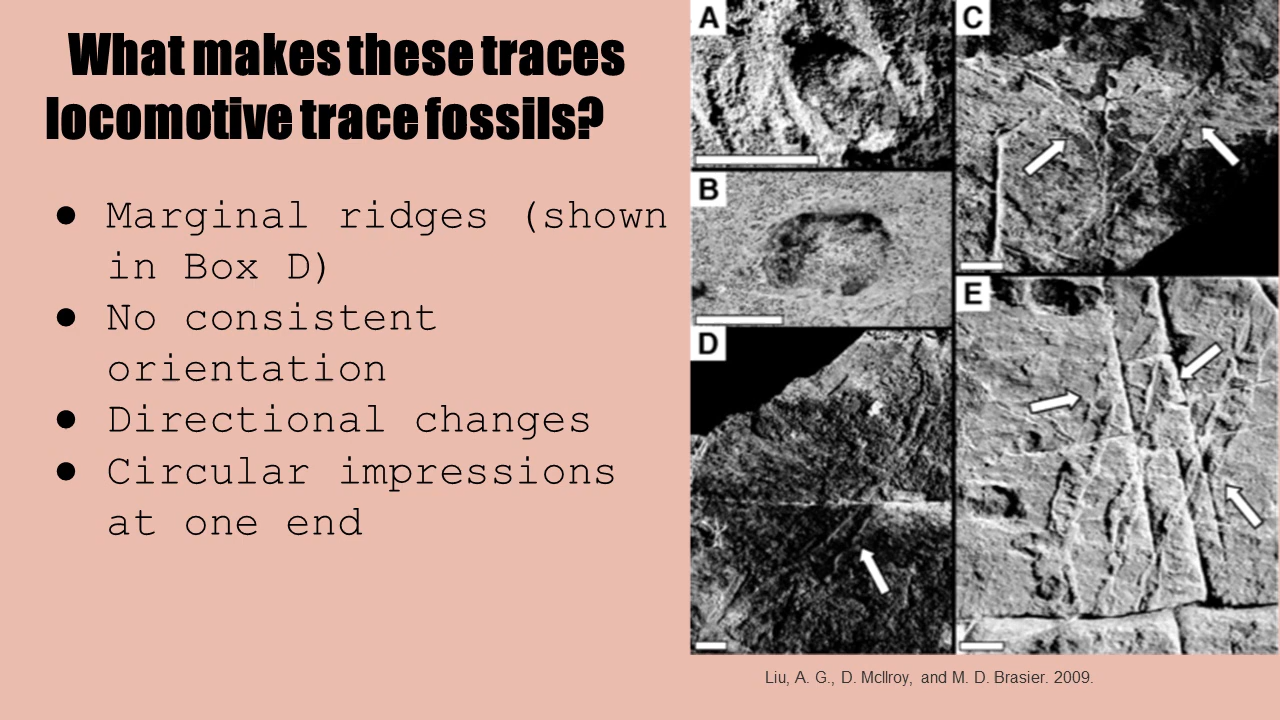 What makes these traces
locomotive trace fossils?
● Marginal ridges (shown
in Box D)
● No consistent
orientation
● Directional changes
● Circular impressions
at one end
A
B
D
C
E
Liu, A. G., D. McIlroy, and M. D. Brasier. 2009.